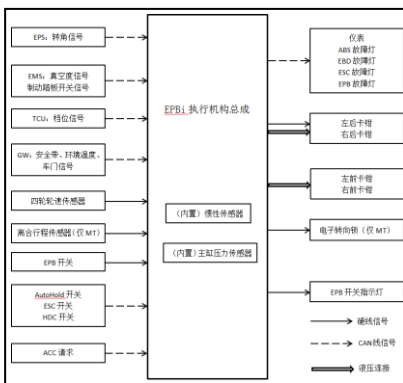 EPS：转角信号
EMS：真空度信号
制动踏板开关信号
TCU：档位信号
GW：安全带、环境温度、
车门信号
四轮轮速传感器
离合行程传感器（仅 MT）
EPB 开关
AutoHold 开关
ESC 开关
HDC 开关
ACC 请求
EPBi 执行机构总成
（内置）惯性传感器
（内置）主缸压力传感器
仪表
ABS 故障灯
EBD 故障灯
ESC 故障灯
EPB 故障灯
左后卡钳
右后卡钳
左前卡钳
右前卡钳
电子转向锁（仅 MT）
EPB 开关指示灯
硬线信号
CAN线信号
液压连接